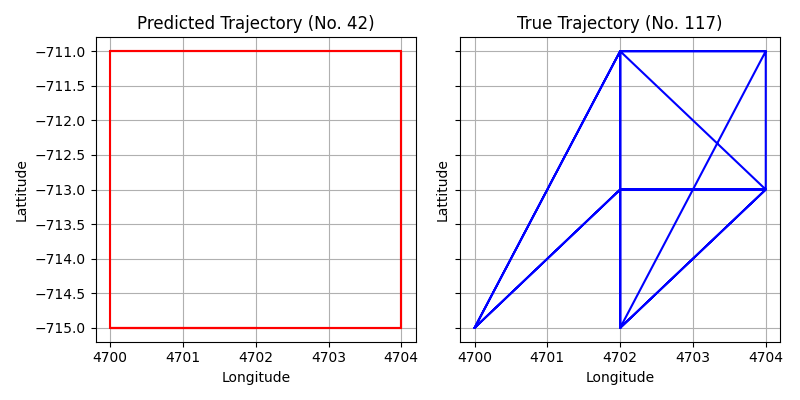 Predicted Trajectory (No. 42)
True Trajectory (No. 117)
−711.0
−711.5
−712.0
−712.5
−713.0
−713.5
−714.0
−714.5
−715.0
Lattitude
Lattitude
4700 4701 4702 4703 4704
4700 4701 4702 4703 4704
Longitude
Longitude